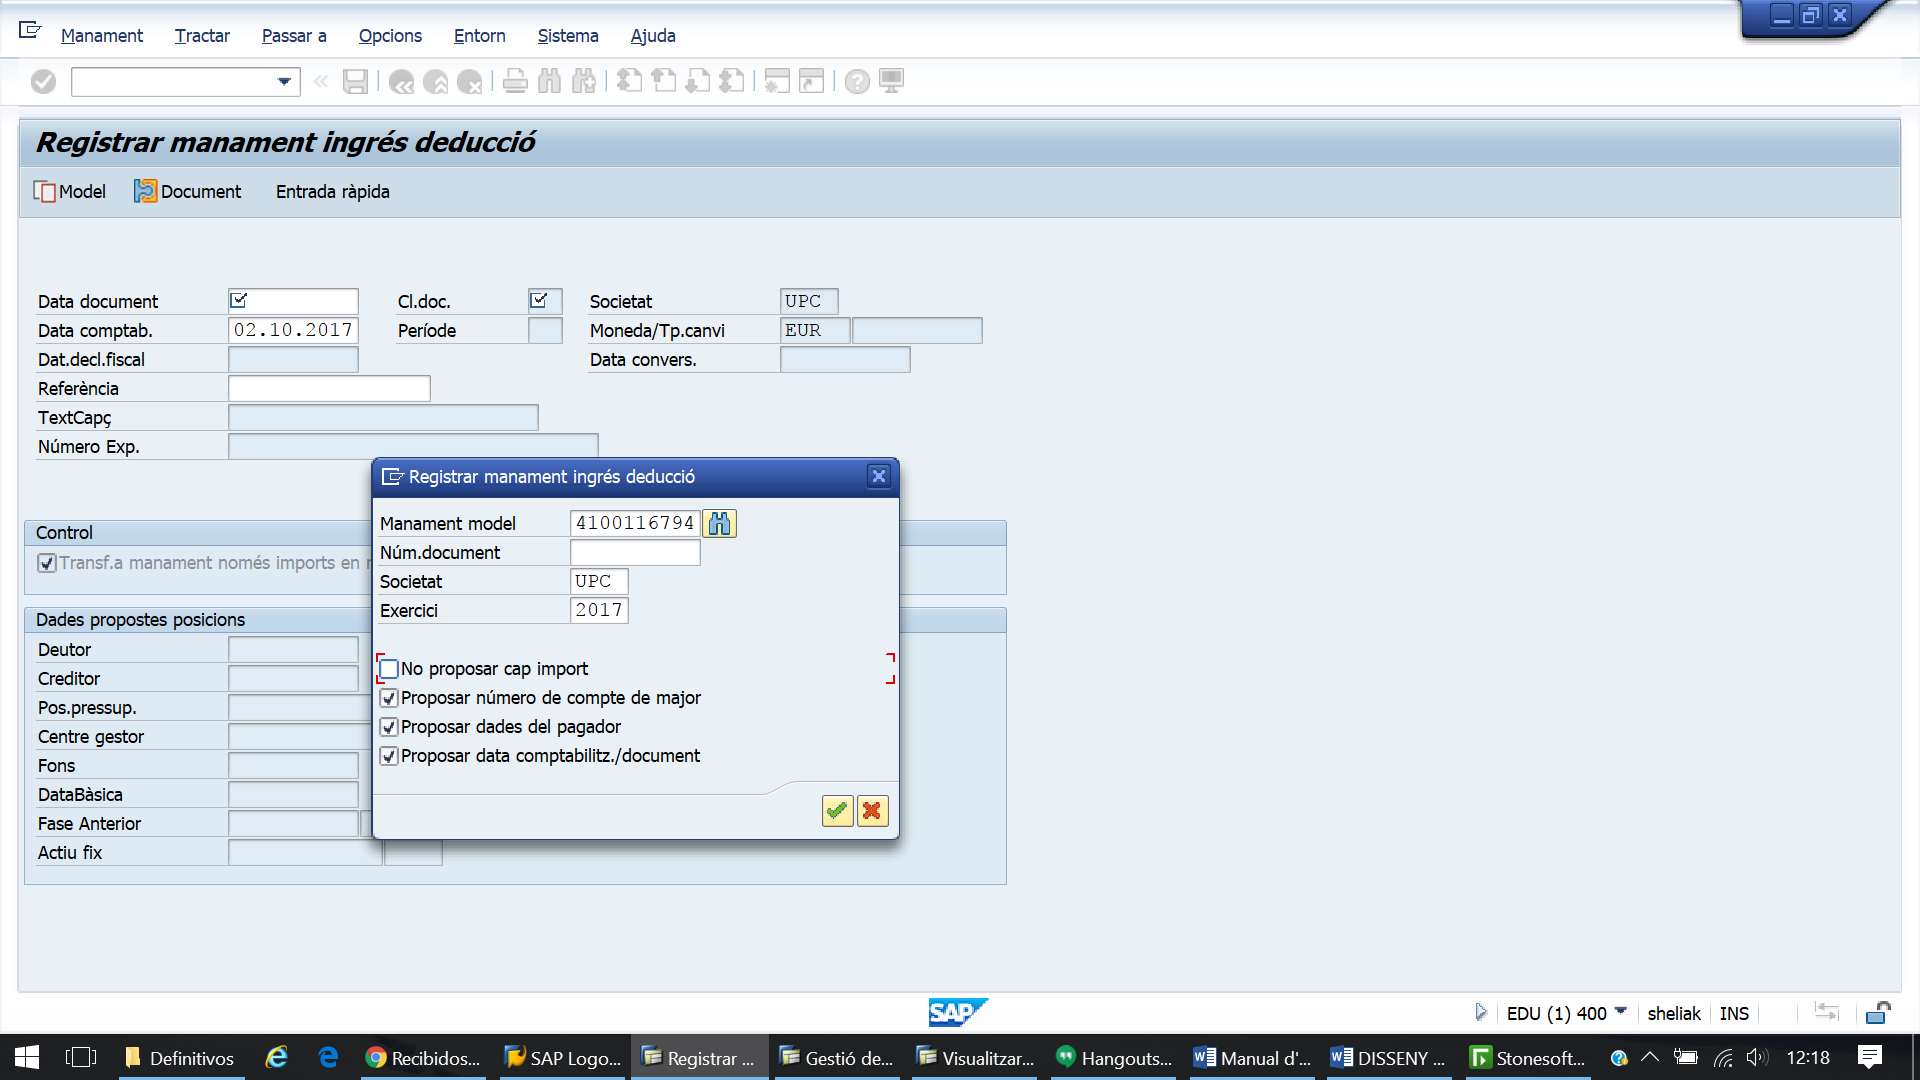 Manament Tractar Passar a Opcions Entorn Sistema Ajuda
Registrar manament ingrés deducció
Model Document Entrada ràpida
Data document Cl.doc. Societat UPC
Data comptab. 02.10.2017 Període Moneda/Tp.canvi EUR
Dat.decl.fiscal Data convers.
Referència
TextCapç
Número Exp.
Registrar manament ingrés deducció
Manament model 4100116794
Núm.document
Societat UPC
Exercici 2017
No proposar cap import
Proposar número de compte de major
Proposar dades del pagador
Proposar data comptabilitz./document
Control
Transf.a manament només imports en
Dades propostes posicions
Deutor
Creditor
Pos.pressup.
Centre gestor
Fons
DataBàsica
Fase Anterior
Actiu fix
SAP EDU (1) 400 sheliak INS
Definitivos Recibidos... SAP Logo... Registrar ... Gestió de... Visualitzar... Hangouts... Manual d'... DISSENY ... Stonesoft... 12:18